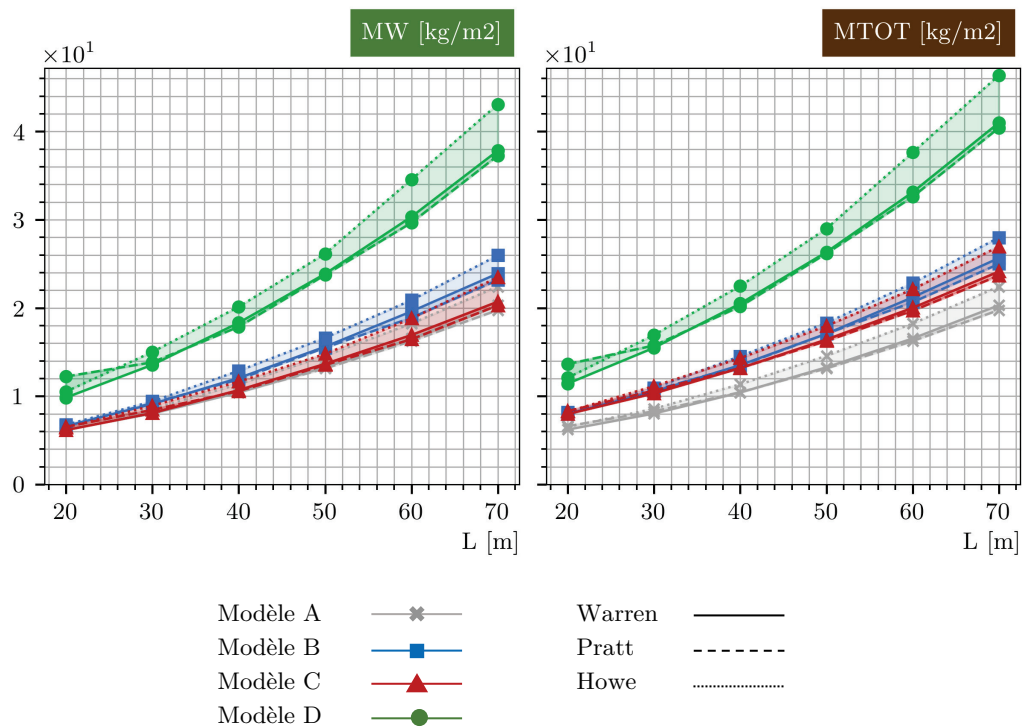 MW [kg/m2]
MTOT [kg/m2]
×10¹
×10¹
4
3
2
1
0
20 30 40 50 60 70
20 30 40 50 60 70
L [m]
L [m]
Modèle A
Modèle B
Modèle C
Modèle D
Warren
Pratt
Howe